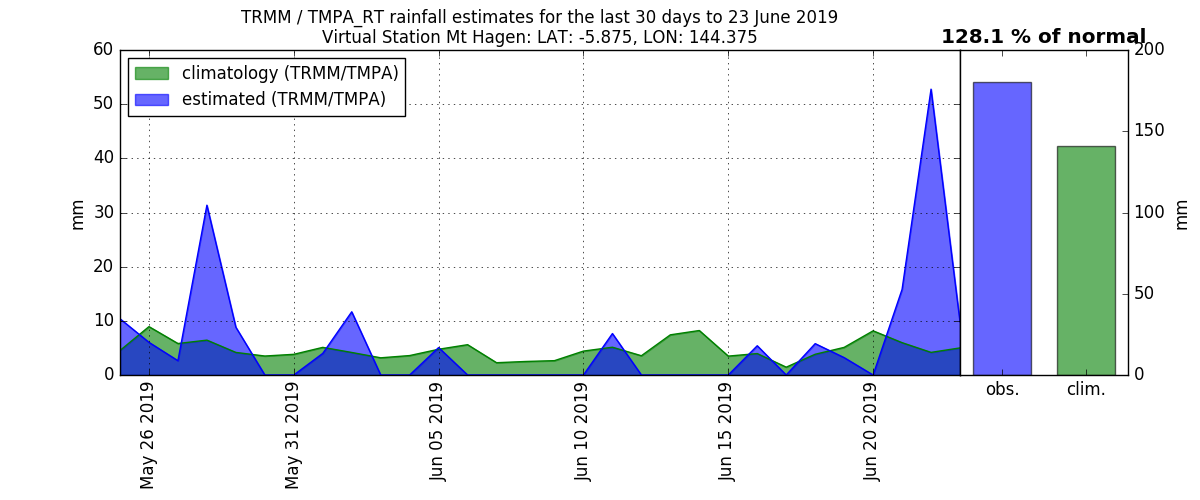 TRMM / TMPA_RT rainfall estimates for the last 30 days to 23 June 2019
Virtual Station Mt Hagen: LAT: -5.875, LON: 144.375
128.1 % of normal
climatology (TRMM/TMPA)
estimated (TRMM/TMPA)
mm
60
50
40
30
20
10
0
May 26 2019
May 31 2019
Jun 05 2019
Jun 10 2019
Jun 15 2019
Jun 20 2019
obs.
clim.
200
150
100
50
0
mm